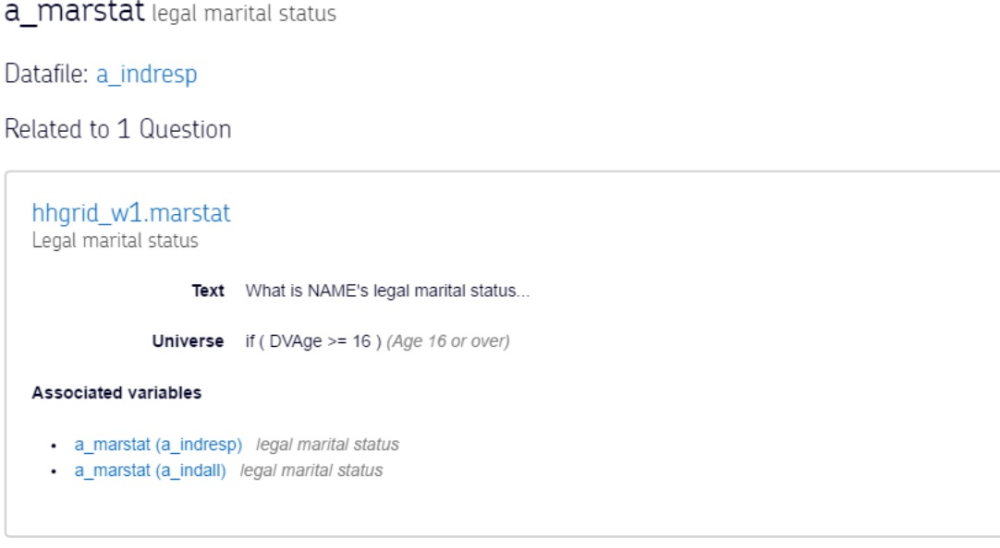 a_marstat legal marital status
Datafile: a_indresp
Related to 1 Question
hhgrid_w1.marstat
Legal marital status
Text What is NAME's legal marital status...
Universe if ( DVAge >= 16 ) (Age 16 or over)
Associated variables
• a_marstat (a_indresp) legal marital status
• a_marstat (a_indall) legal marital status